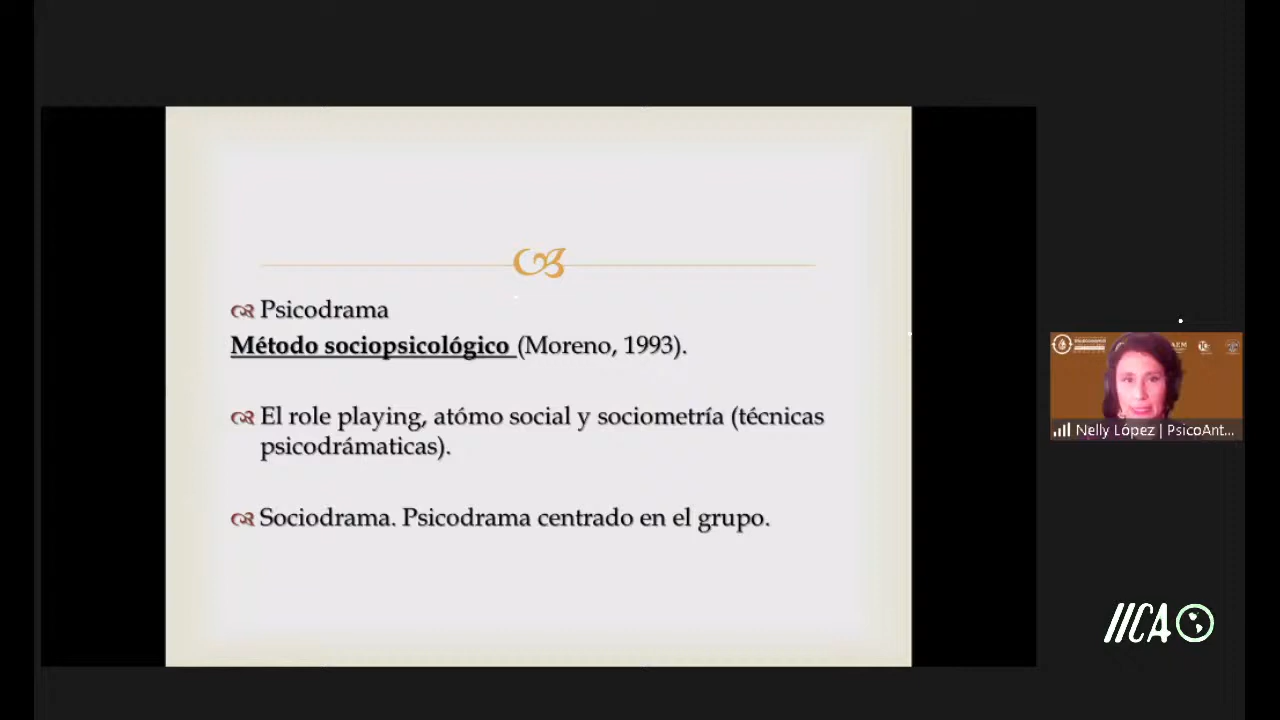 Psicodrama
Método sociopsicológico (Moreno, 1993).
El role playing, atómo social y sociometría (técnicas
psicodrámaticas).
Sociodrama. Psicodrama centrado en el grupo.
Nelly López | PsicoAnt...
IICA